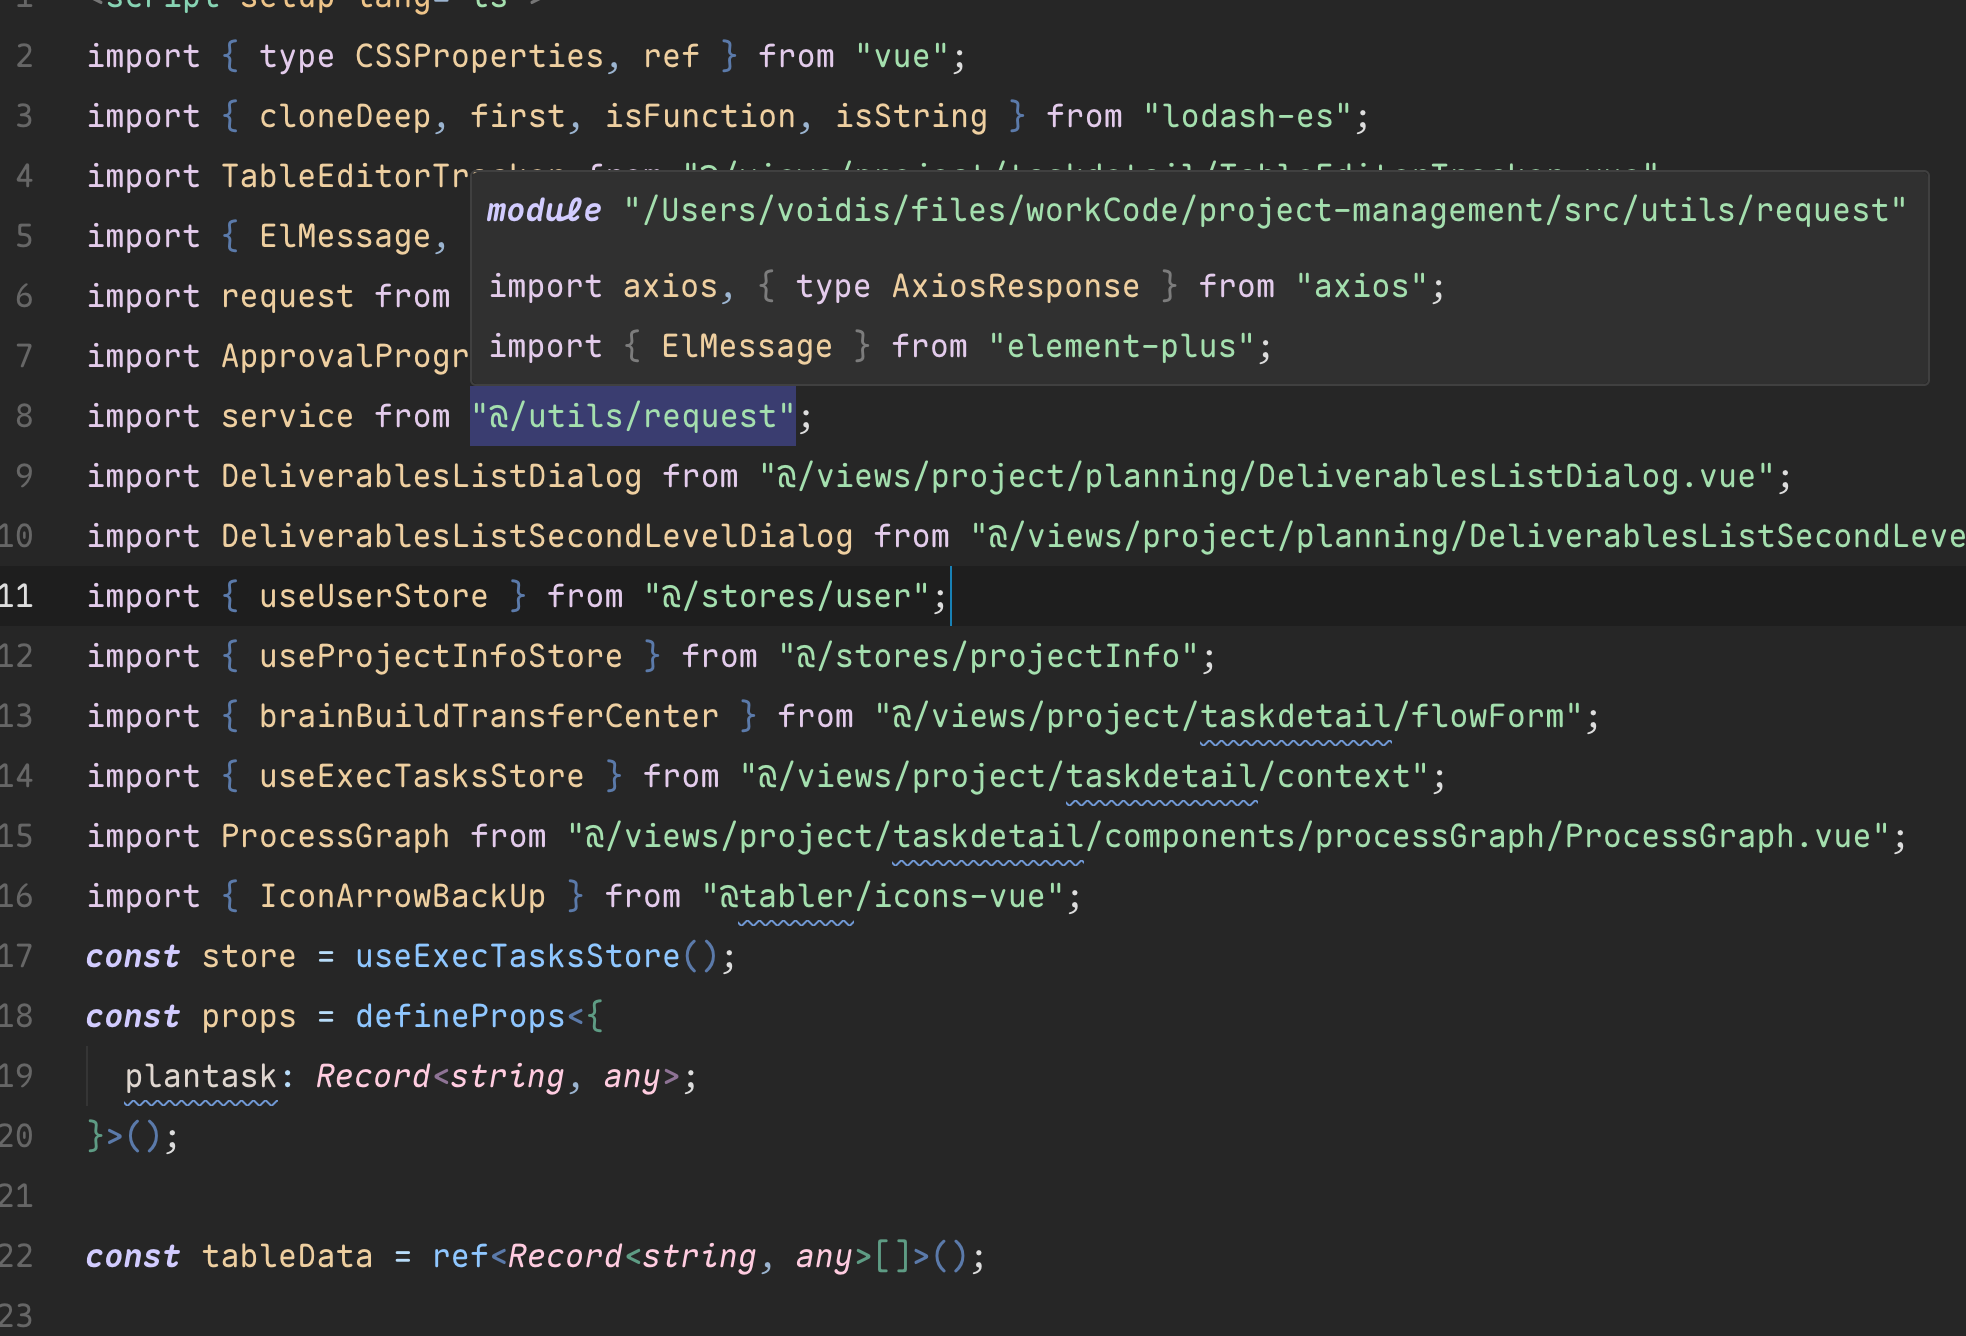 1 <script setup lang="ts">
2 import { type CSSProperties, ref } from "vue";
3 import { cloneDeep, first, isFunction, isString } from "lodash-es";
4 import TableEditorTracker from "@/views/project/taskdetail/TableEditorTracker.vue"
module "/Users/voidis/files/workCode/project-management/src/utils/request"
5 import { ElMessage,
import axios, { type AxiosResponse } from "axios";
6 import request from
import { ElMessage } from "element-plus";
7 import ApprovalProgr
8 import service from "@/utils/request";
9 import DeliverablesListDialog from "@/views/project/planning/DeliverablesListDialog.vue";
10 import DeliverablesListSecondLevelDialog from "@/views/project/planning/DeliverablesListSecondLeve
11 import { useUserStore } from "@/stores/user";
12 import { useProjectInfoStore } from "@/stores/projectInfo";
13 import { brainBuildTransferCenter } from "@/views/project/taskdetail/flowForm";
14 import { useExecTasksStore } from "@/views/project/taskdetail/context";
15 import ProcessGraph from "@/views/project/taskdetail/components/processGraph/ProcessGraph.vue";
16 import { IconArrowBackUp } from "@tabler/icons-vue";
17 const store = useExecTasksStore();
18 const props = defineProps<{
19 plantask: Record<string, any>;
20 }>();
21
22 const tableData = ref<Record<string, any>[]>();
23